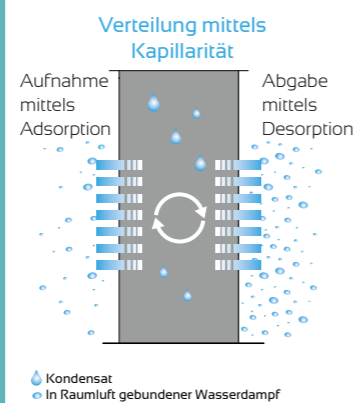 Verteilung mittels
Kapillarität
Aufnahme
mittels
Adsorption
Abgabe
mittels
Desorption
Kondensat
In Raumluft gebundener Wasserdampf